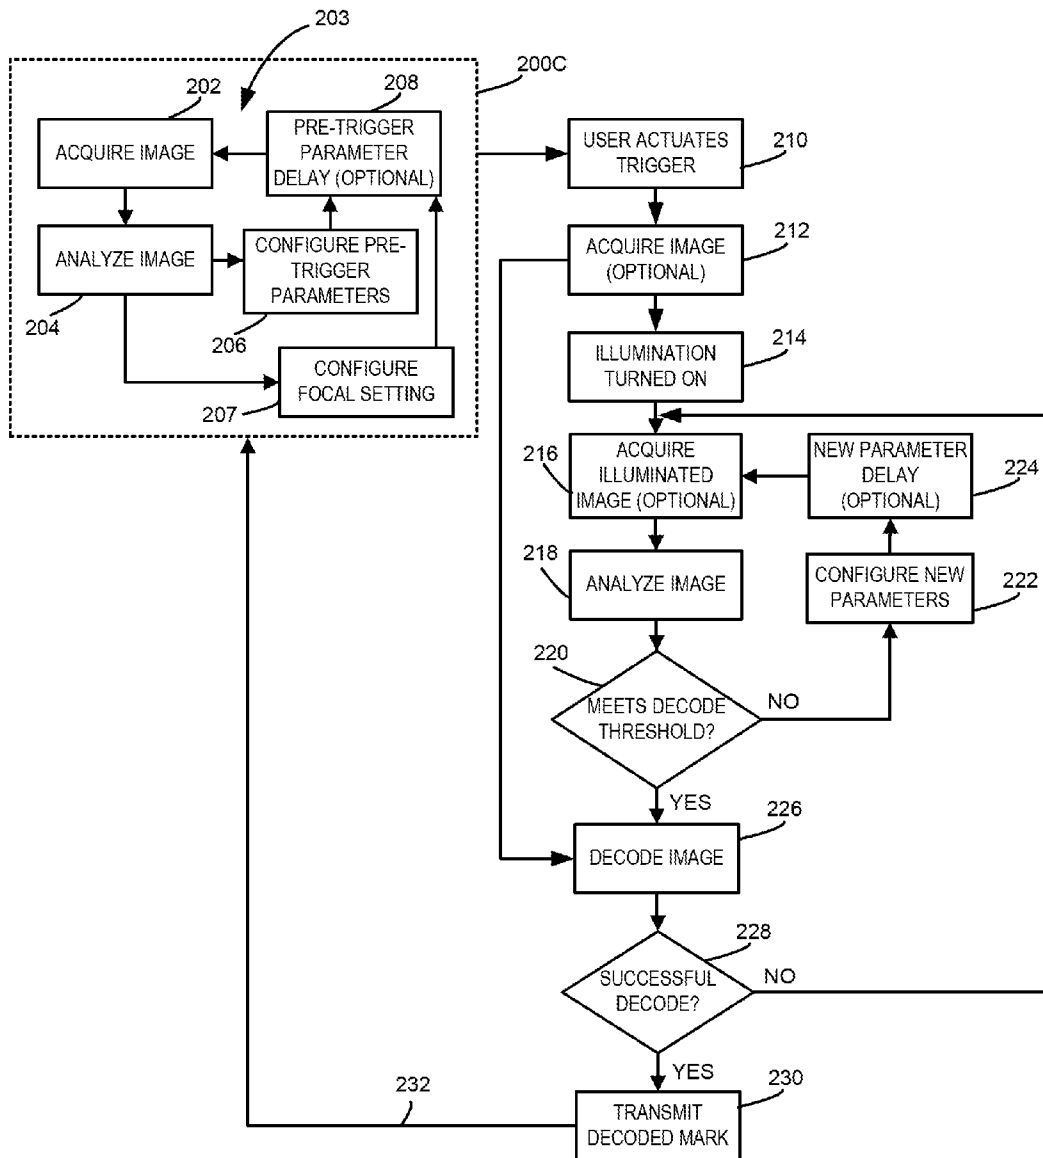 203
200C
202
208
ACQUIRE IMAGE
PRE-TRIGGER
PARAMETER
DELAY (OPTIONAL)
USER ACTUATES
TRIGGER
210
ANALYZE IMAGE
204
CONFIGURE PRE-
TRIGGER
PARAMETERS
206
ACQUIRE IMAGE
(OPTIONAL)
212
CONFIGURE
FOCAL SETTING
207
ILLUMINATION
TURNED ON
214
216
ACQUIRE
ILLUMINATED
IMAGE (OPTIONAL)
NEW PARAMETER
DELAY
(OPTIONAL)
224
218
ANALYZE IMAGE
CONFIGURE NEW
PARAMETERS
222
220
MEETS DECODE
THRESHOLD?
NO
YES
226
DECODE IMAGE
228
SUCCESSFUL
DECODE?
NO
YES
230
TRANSMIT
DECODED MARK
232